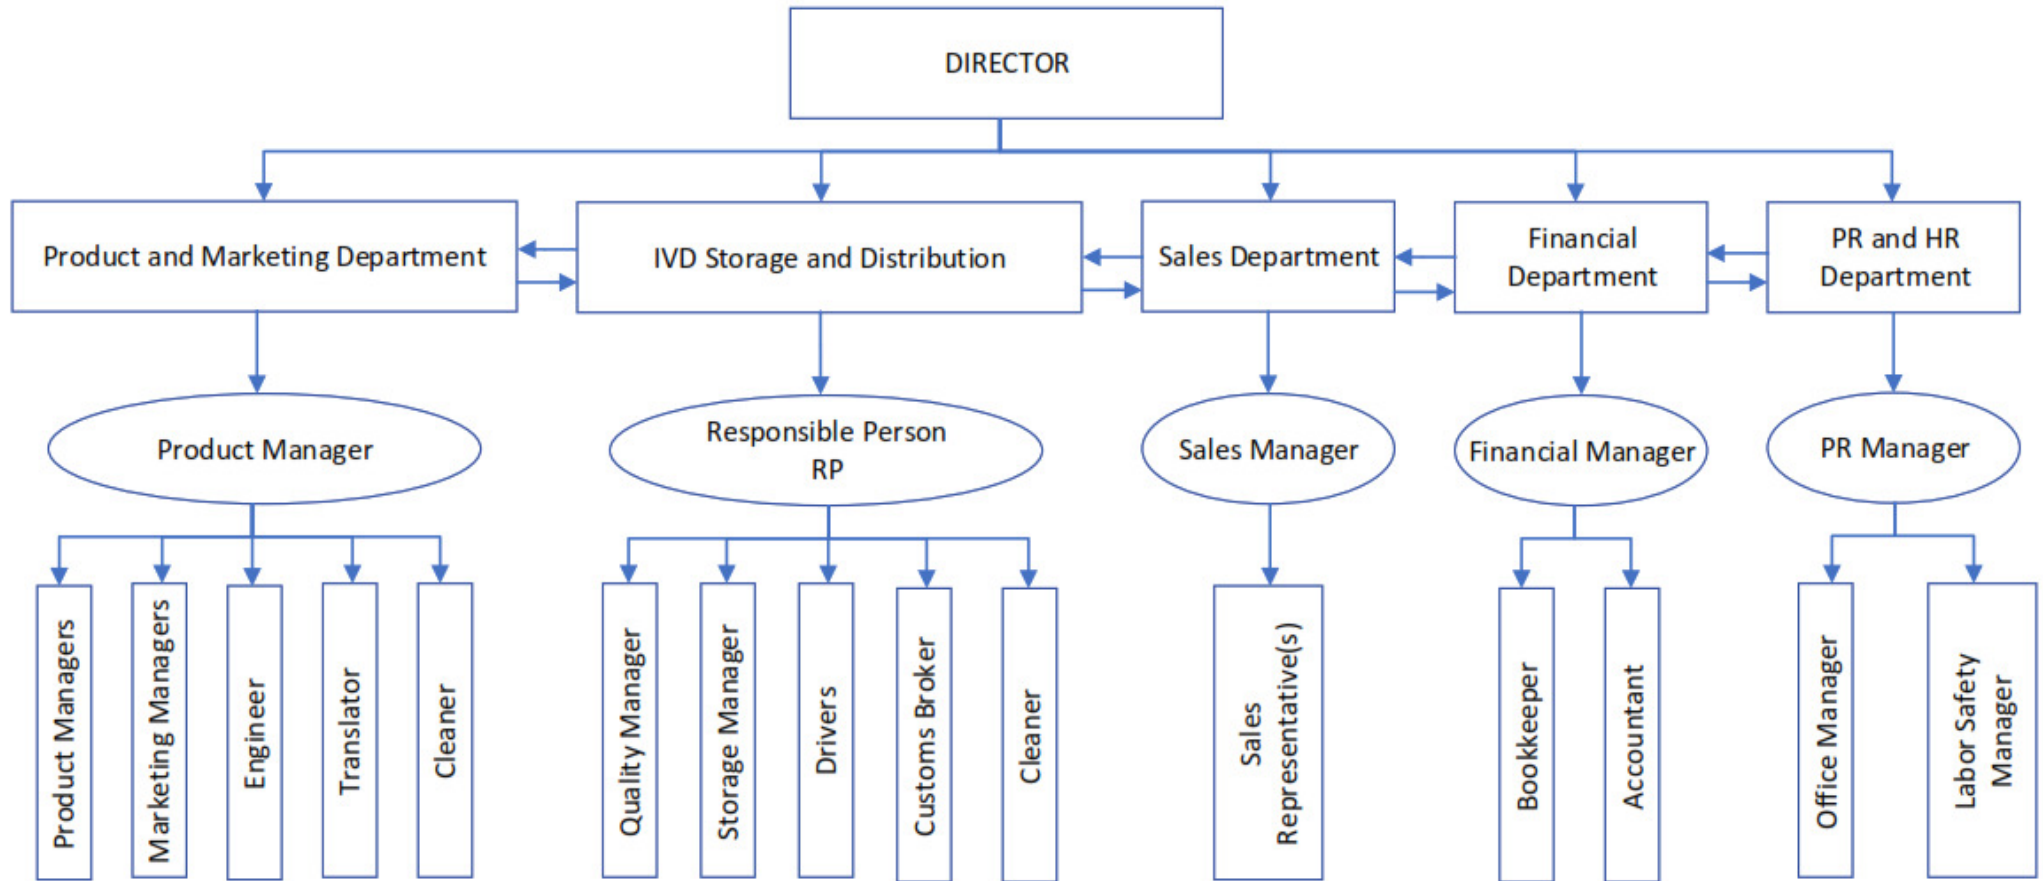 DIRECTOR
Product and Marketing Department
IVD Storage and Distribution
Sales Department
Financial
Department
PR and HR
Department
Product Manager
Responsible Person
RP
Sales Manager
Financial Manager
PR Manager
Product Managers
Marketing Managers
Engineer
Translator
Cleaner
Quality Manager
Storage Manager
Drivers
Customs Broker
Cleaner
Sales
Representative(s)
Bookkeeper
Accountant
Office Manager
Labor Safety
Manager